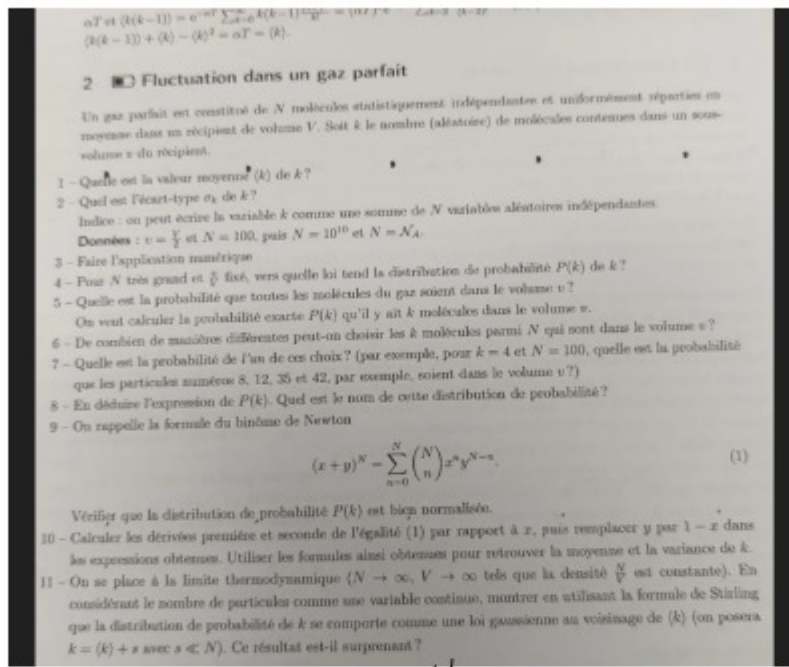 αT et ⟨k(k−1)⟩ = e^{−αT}
⟨k(k − 1)⟩ + ⟨k⟩ − ⟨k⟩² = αT = ⟨k⟩.
2 Fluctuation dans un gaz parfait
Un gaz parfait est constitué de N molécules statistiquement indépendantes et uniformément réparties en
moyenne dans un récipient de volume V. Soit k le nombre (aléatoire) de molécules contenues dans un sous-
volume v du récipient.
1 – Quelle est la valeur moyenne ⟨k⟩ de k ?
2 – Quel est l'écart-type σ_k de k ?
Indice : on peut écrire la variable k comme une somme de N variables aléatoires indépendantes.
Données : v = et N = 100, puis N = 10^{10} et N = N_A.
3 – Faire l'application numérique
4 – Pour N très grand et v/V fixé, vers quelle loi tend la distribution de probabilité P(k) de k ?
5 – Quelle est la probabilité que toutes les molécules du gaz soient dans le volume v ?
On veut calculer la probabilité exacte P(k) qu'il y ait k molécules dans le volume v.
6 – De combien de manières différentes peut-on choisir les k molécules parmi N qui sont dans le volume v ?
7 – Quelle est la probabilité de l'un de ces choix ? (par exemple, pour k = 4 et N = 100, quelle est la probabilité
que les particules numéros 8, 12, 35 et 42, par exemple, soient dans le volume v ?)
8 – En déduire l'expression de P(k). Quel est le nom de cette distribution de probabilité ?
9 – On rappelle la formule du binôme de Newton
(x + y)^N = ∑_{n=0}^{N} \binom{N}{n} x^n y^{N−n}. (1)
Vérifier que la distribution de probabilité P(k) est bien normalisée.
10 – Calculer les dérivées première et seconde de l'égalité (1) par rapport à x, puis remplacer y par 1 − x dans
les expressions obtenues. Utiliser les formules ainsi obtenues pour retrouver la moyenne et la variance de k.
11 – On se place à la limite thermodynamique (N → ∞, V → ∞ tels que la densité N/V est constante). En
considérant le nombre de particules comme une variable continue, montrer en utilisant la formule de Stirling
que la distribution de probabilité de k se comporte comme une loi gaussienne au voisinage de ⟨k⟩ (on posera
k = ⟨k⟩ + s avec s ≪ N). Ce résultat est-il surprenant ?